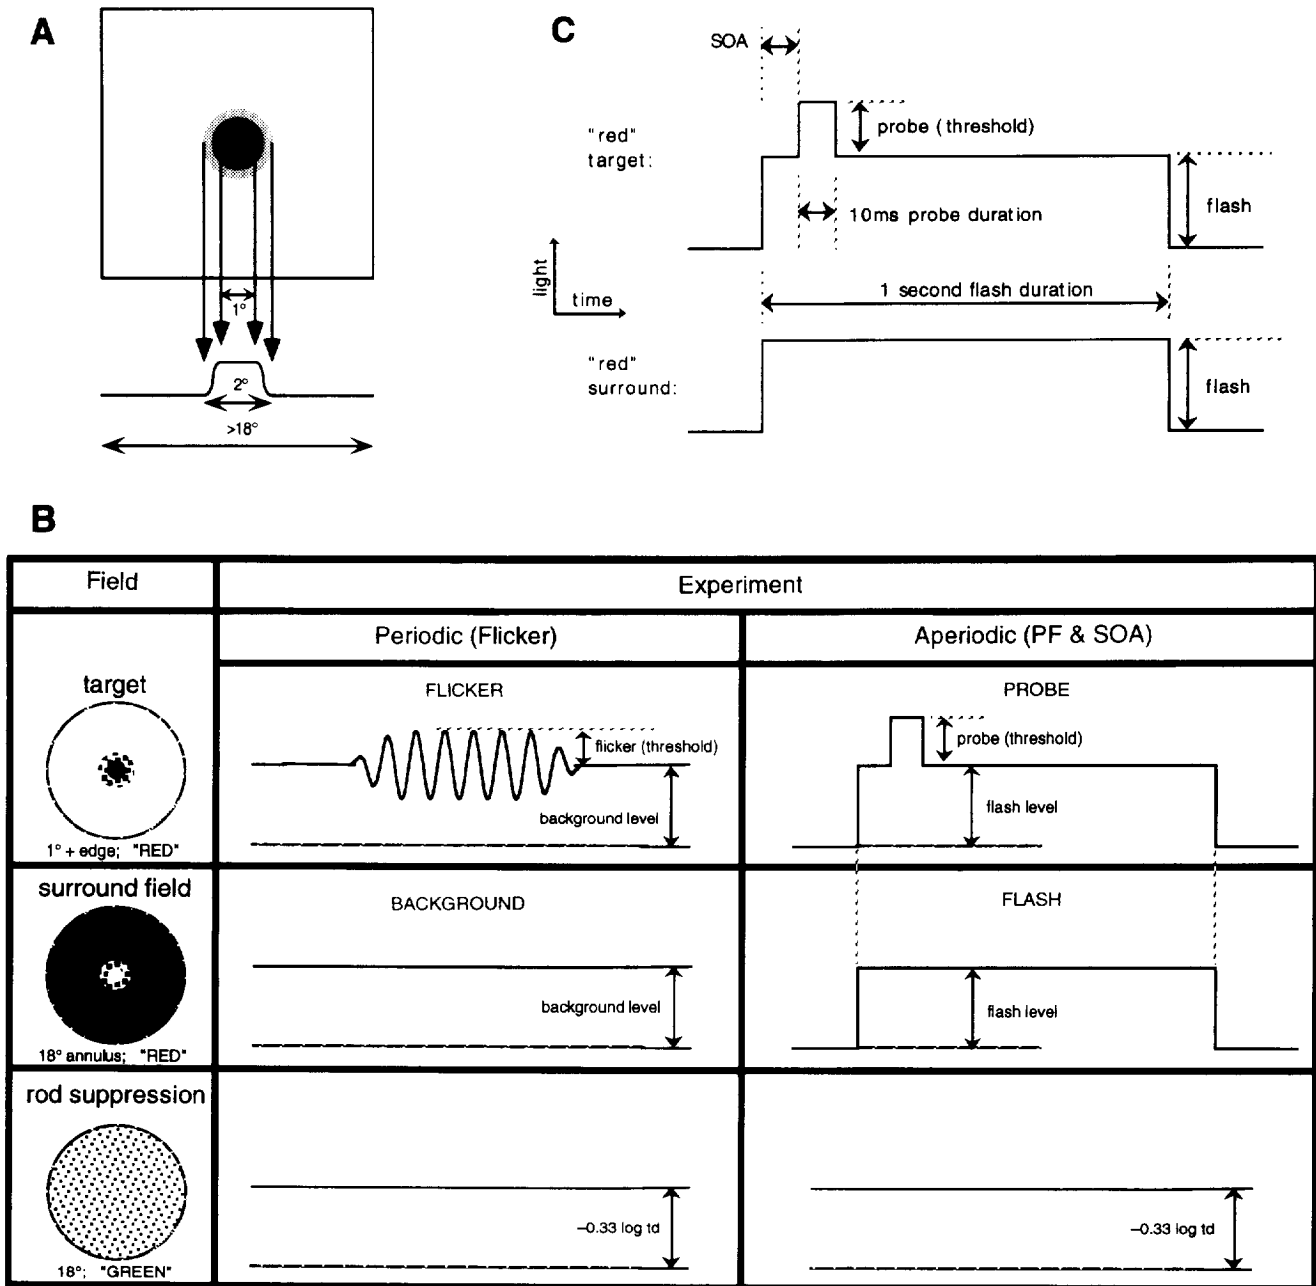 A
1°
2°
>18°
C
SOA
"red"
target:
probe (threshold)
10ms probe duration
flash
light
time
1 second flash duration
"red"
surround:
flash
B
Field
Experiment
Periodic (Flicker)
Aperiodic (PF & SOA)
target
1° + edge; "RED"
FLICKER
flicker (threshold)
background level
PROBE
probe (threshold)
flash level
surround field
18° annulus; "RED"
BACKGROUND
background level
FLASH
flash level
rod suppression
18°; "GREEN"
–0.33 log td
–0.33 log td